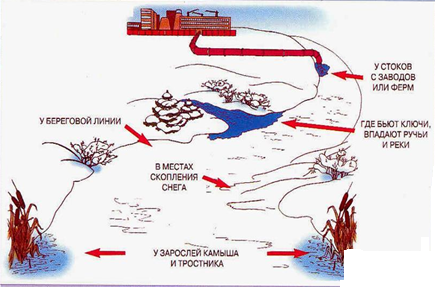 У СТОКОВ
С ЗАВОДОВ
ИЛИ ФЕРМ
У БЕРЕГОВОЙ ЛИНИИ
ГДЕ БЬЮТ КЛЮЧИ,
ВПАДАЮТ РУЧЬИ
И РЕКИ
В МЕСТАХ
СКОПЛЕНИЯ
СНЕГА
У ЗАРОСЛЕЙ КАМЫША
И ТРОСТНИКА